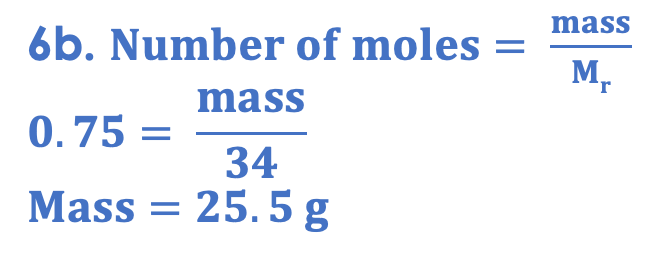 6b. Number of moles = mass / Mr
0.75 = mass / 34
Mass = 25.5 g